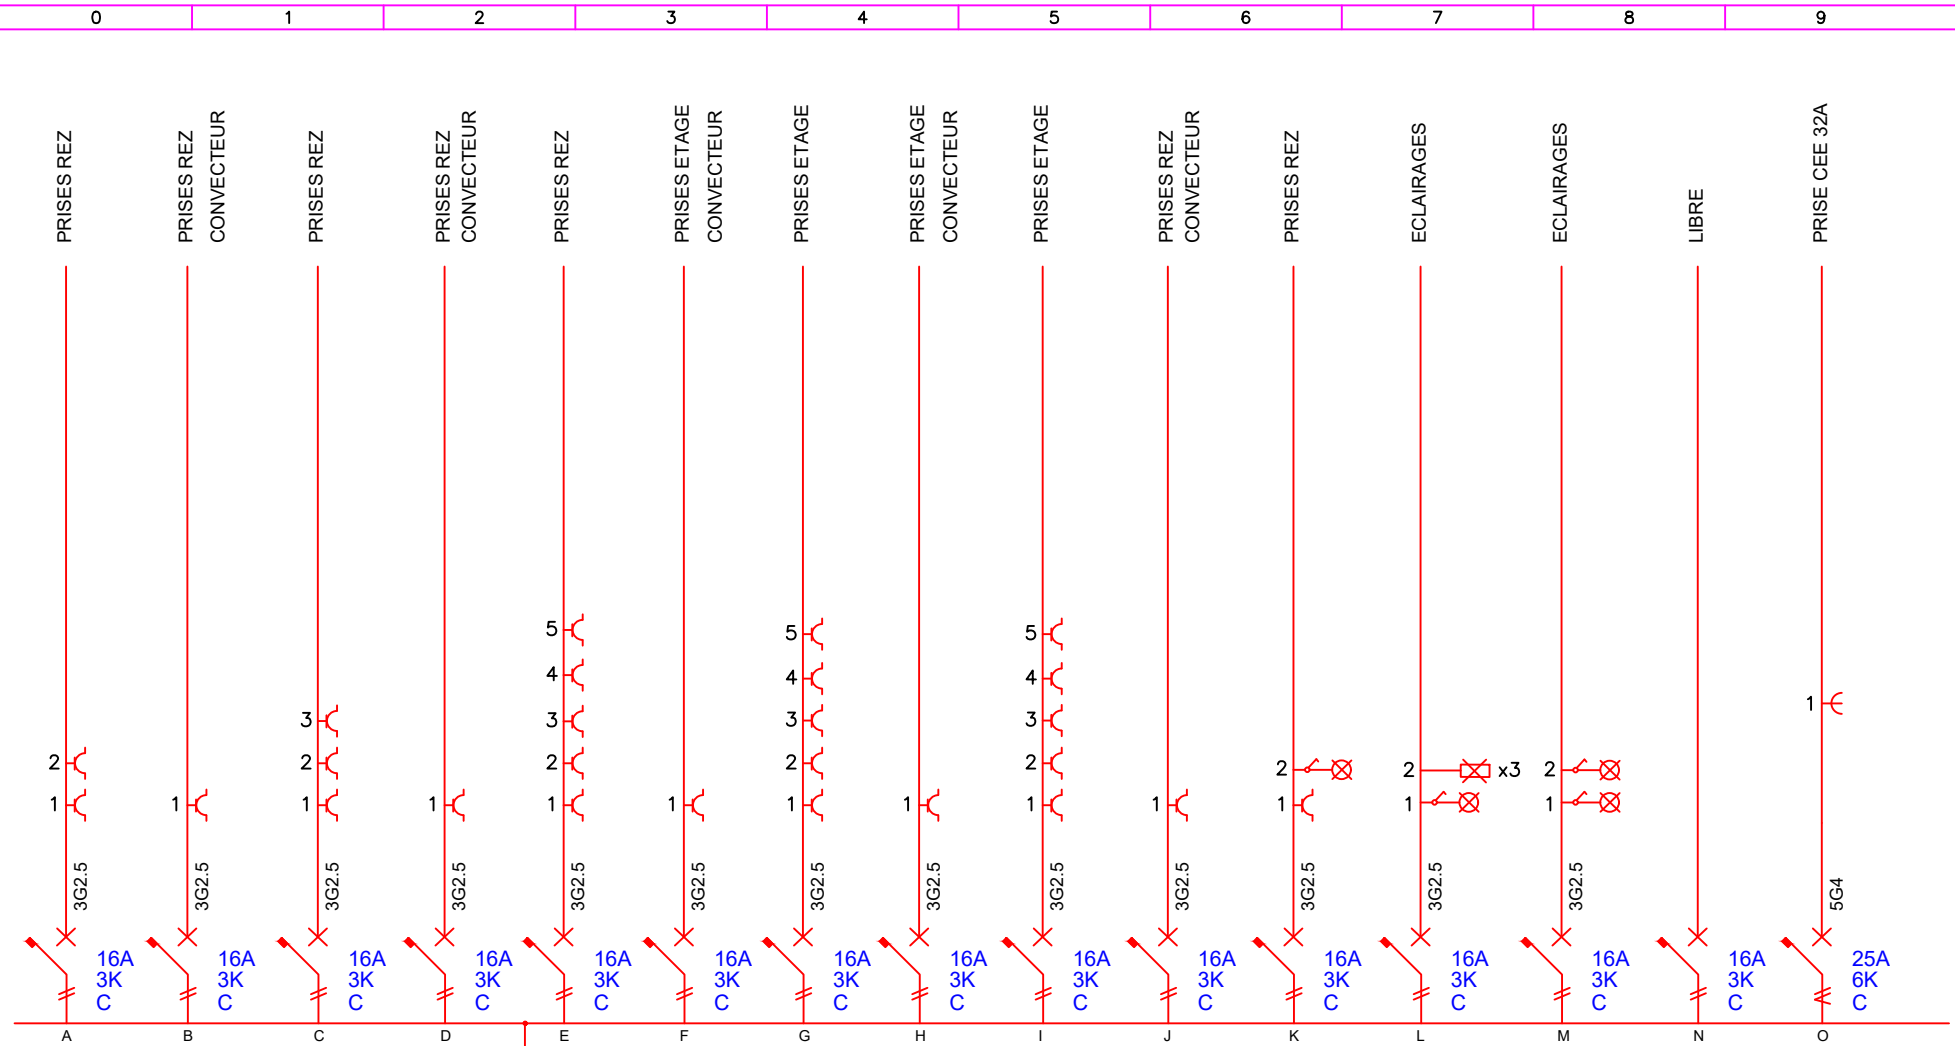 0 1 2 3 4 5 6 7 8 9
PRISES REZ
PRISES REZ
CONVECTEUR
PRISES REZ
PRISES REZ
CONVECTEUR
PRISES REZ
PRISES ETAGE
CONVECTEUR
PRISES ETAGE
PRISES ETAGE
CONVECTEUR
PRISES ETAGE
PRISES REZ
CONVECTEUR
PRISES REZ
ECLAIRAGES
ECLAIRAGES
LIBRE
PRISE CEE 32A
5 5 5
4 4 4
3 3 3 3 1
2 2 2 2 2 2 2 x3 2
1 1 1 1 1 1 1 1 1 1 1 1 1
3G2.5 3G2.5 3G2.5 3G2.5 3G2.5 3G2.5 3G2.5 3G2.5 3G2.5 3G2.5 3G2.5 3G2.5 3G2.5 5G4
16A 16A 16A 16A 16A 16A 16A 16A 16A 16A 16A 16A 16A 16A 25A
3K 3K 3K 3K 3K 3K 3K 3K 3K 3K 3K 3K 3K 3K 6K
C C C C C C C C C C C C C C C
A B C D E F G H I J K L M N O